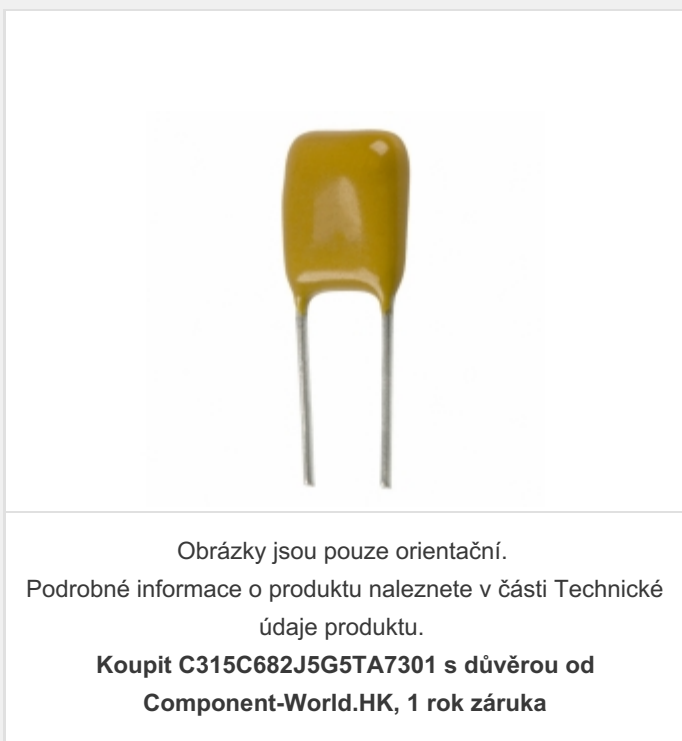 Obrázky jsou pouze orientační.
Podrobné informace o produktu naleznete v části Technické
údaje produktu.
Koupit C315C682J5G5TA7301 s důvěrou od
Component-World.HK, 1 rok záruka